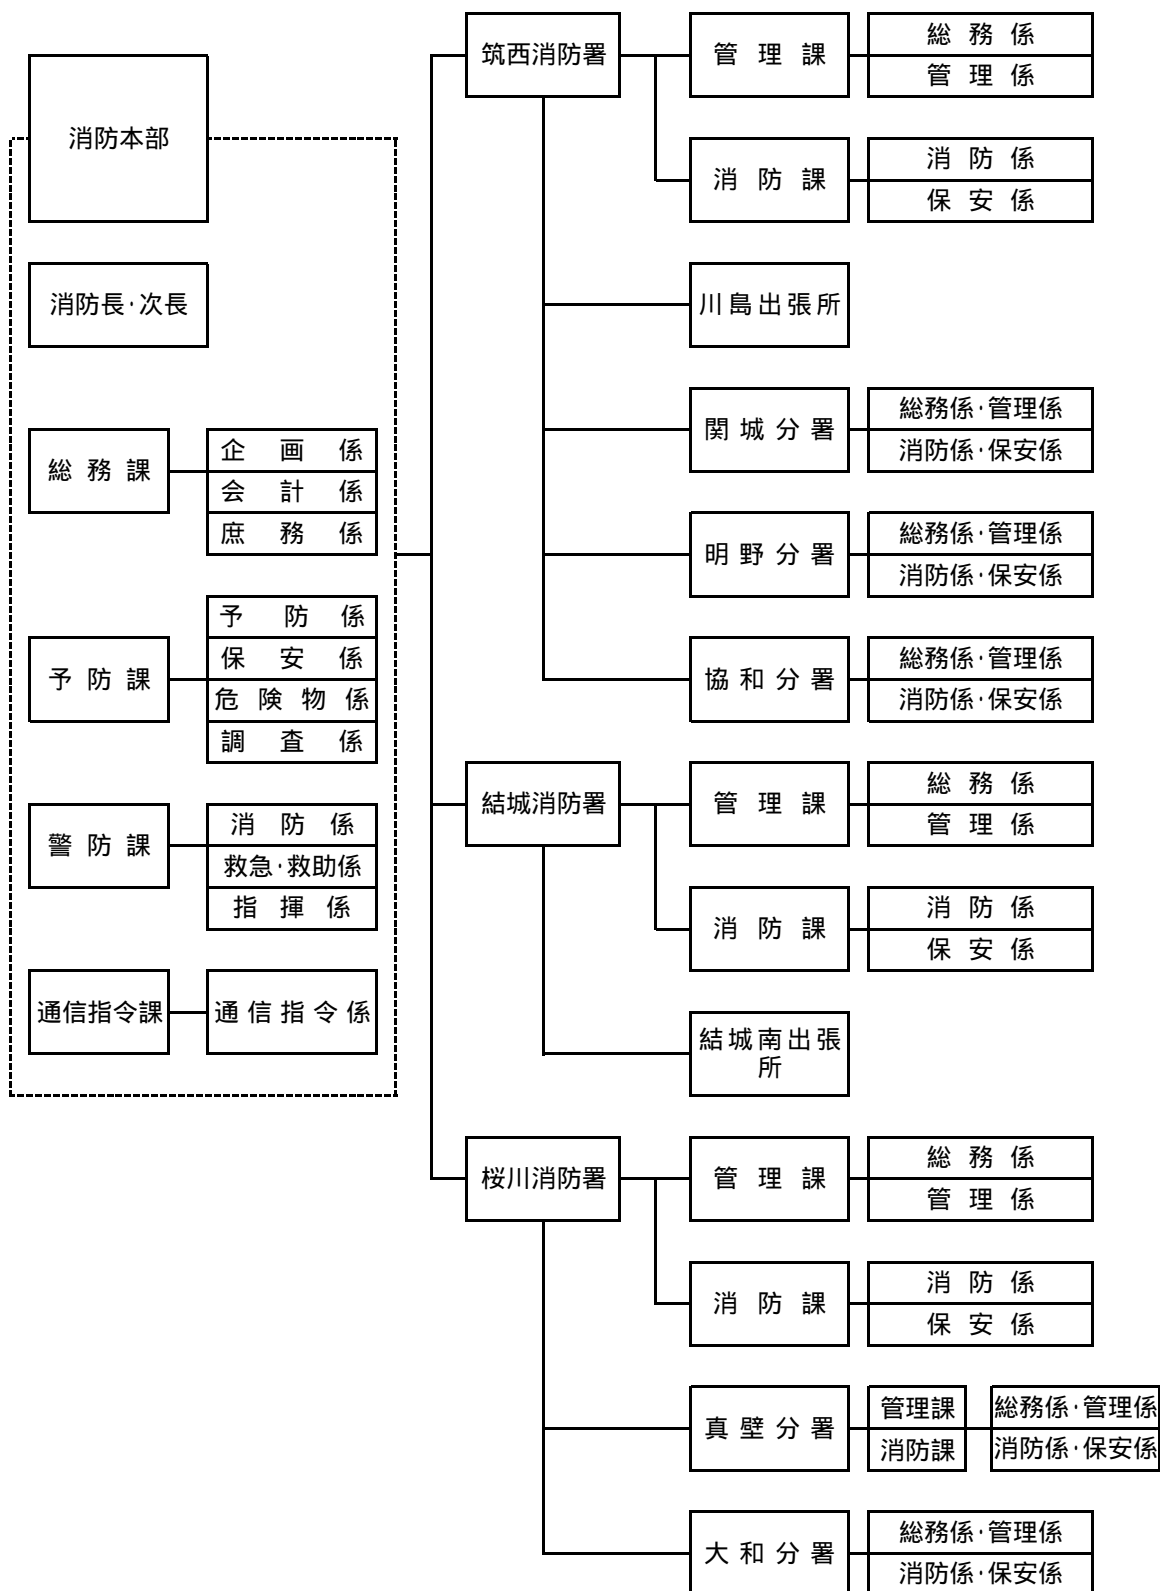 消防本部
消防長·次長
総務課
企画係
会計係
庶務係
予防課
予防係
保安係
危険物係
調査係
警防課
消防係
救急·救助係
指揮係
通信指令課
通信指令係
筑西消防署
管理課
総務係
管理係
消防課
消防係
保安係
川島出張所
関城分署
総務係·管理係
消防係·保安係
明野分署
総務係·管理係
消防係·保安係
協和分署
総務係·管理係
消防係·保安係
結城消防署
管理課
総務係
管理係
消防課
消防係
保安係
結城南出張
所
桜川消防署
管理課
総務係
管理係
消防課
消防係
保安係
真壁分署
管理課
消防課
総務係·管理係
消防係·保安係
大和分署
総務係·管理係
消防係·保安係